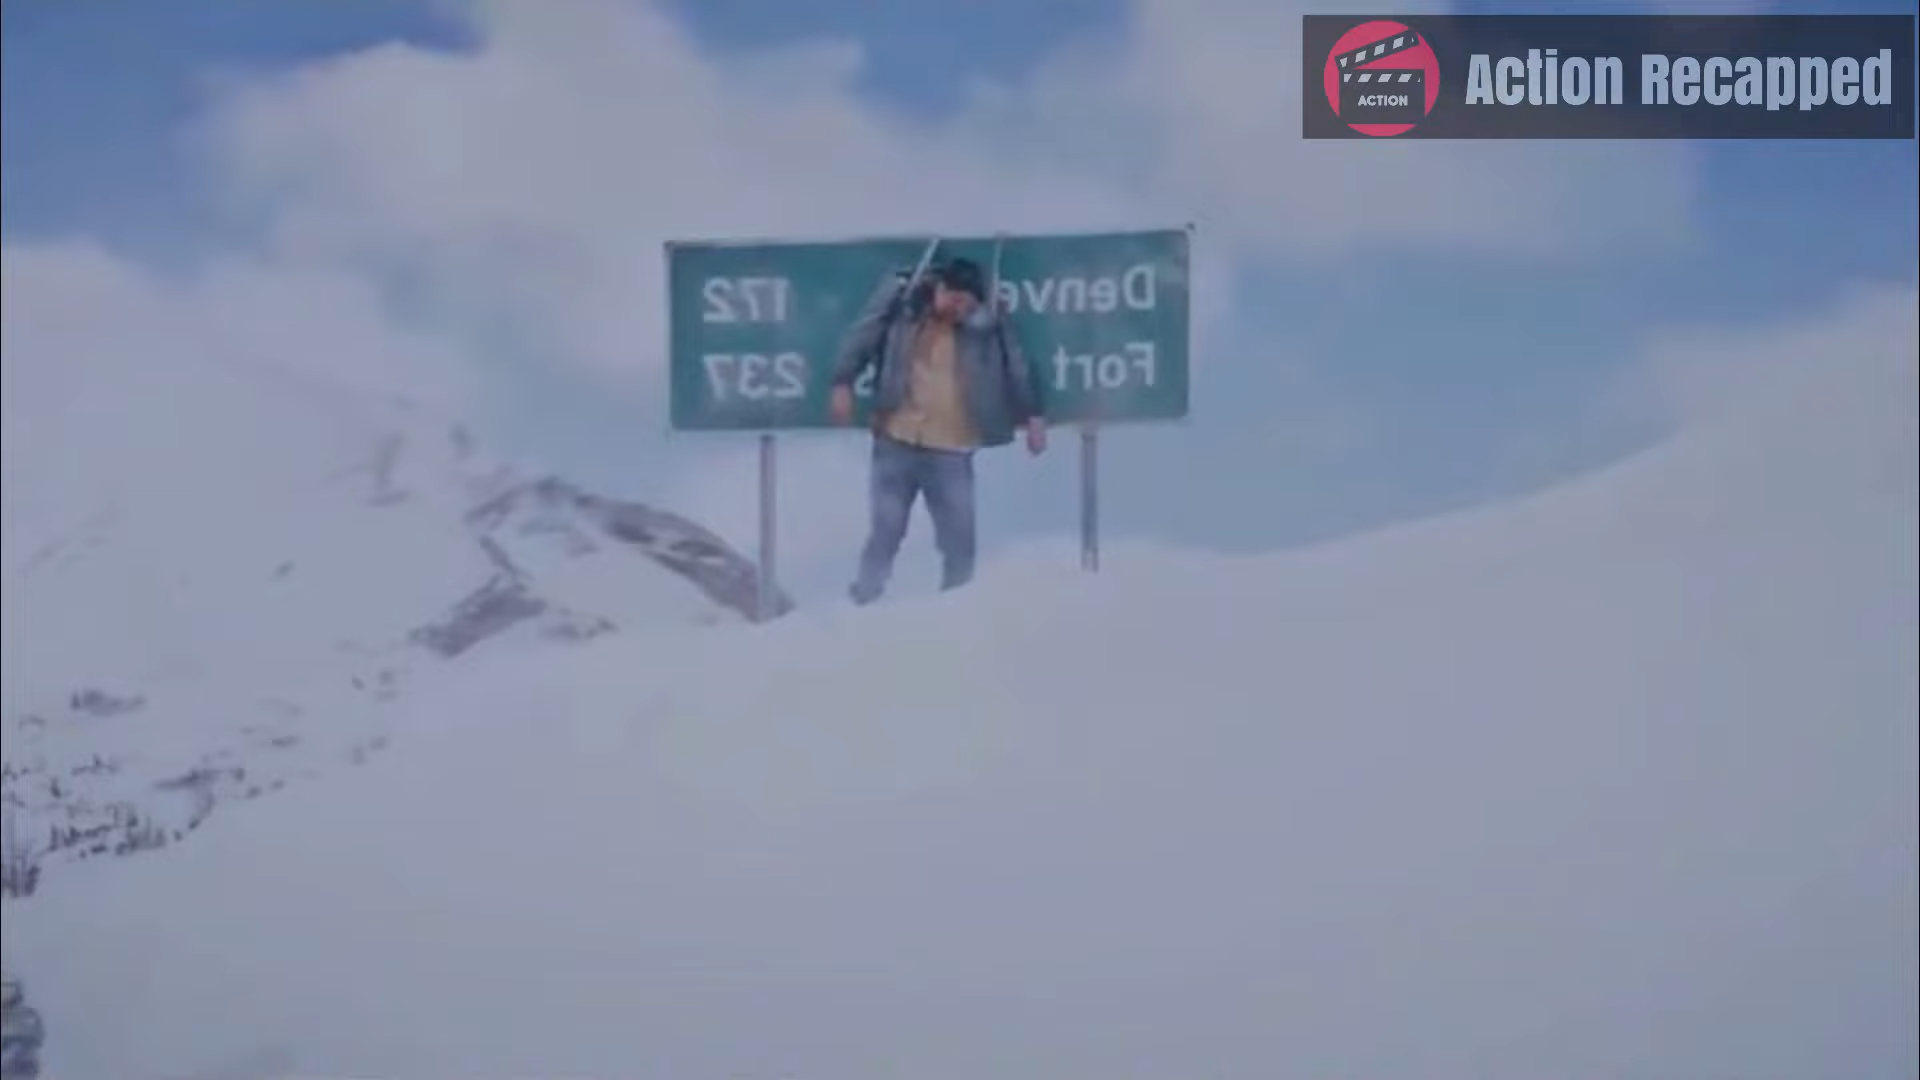 ACTION
Action Recapped
Denve 172
Fort s 237